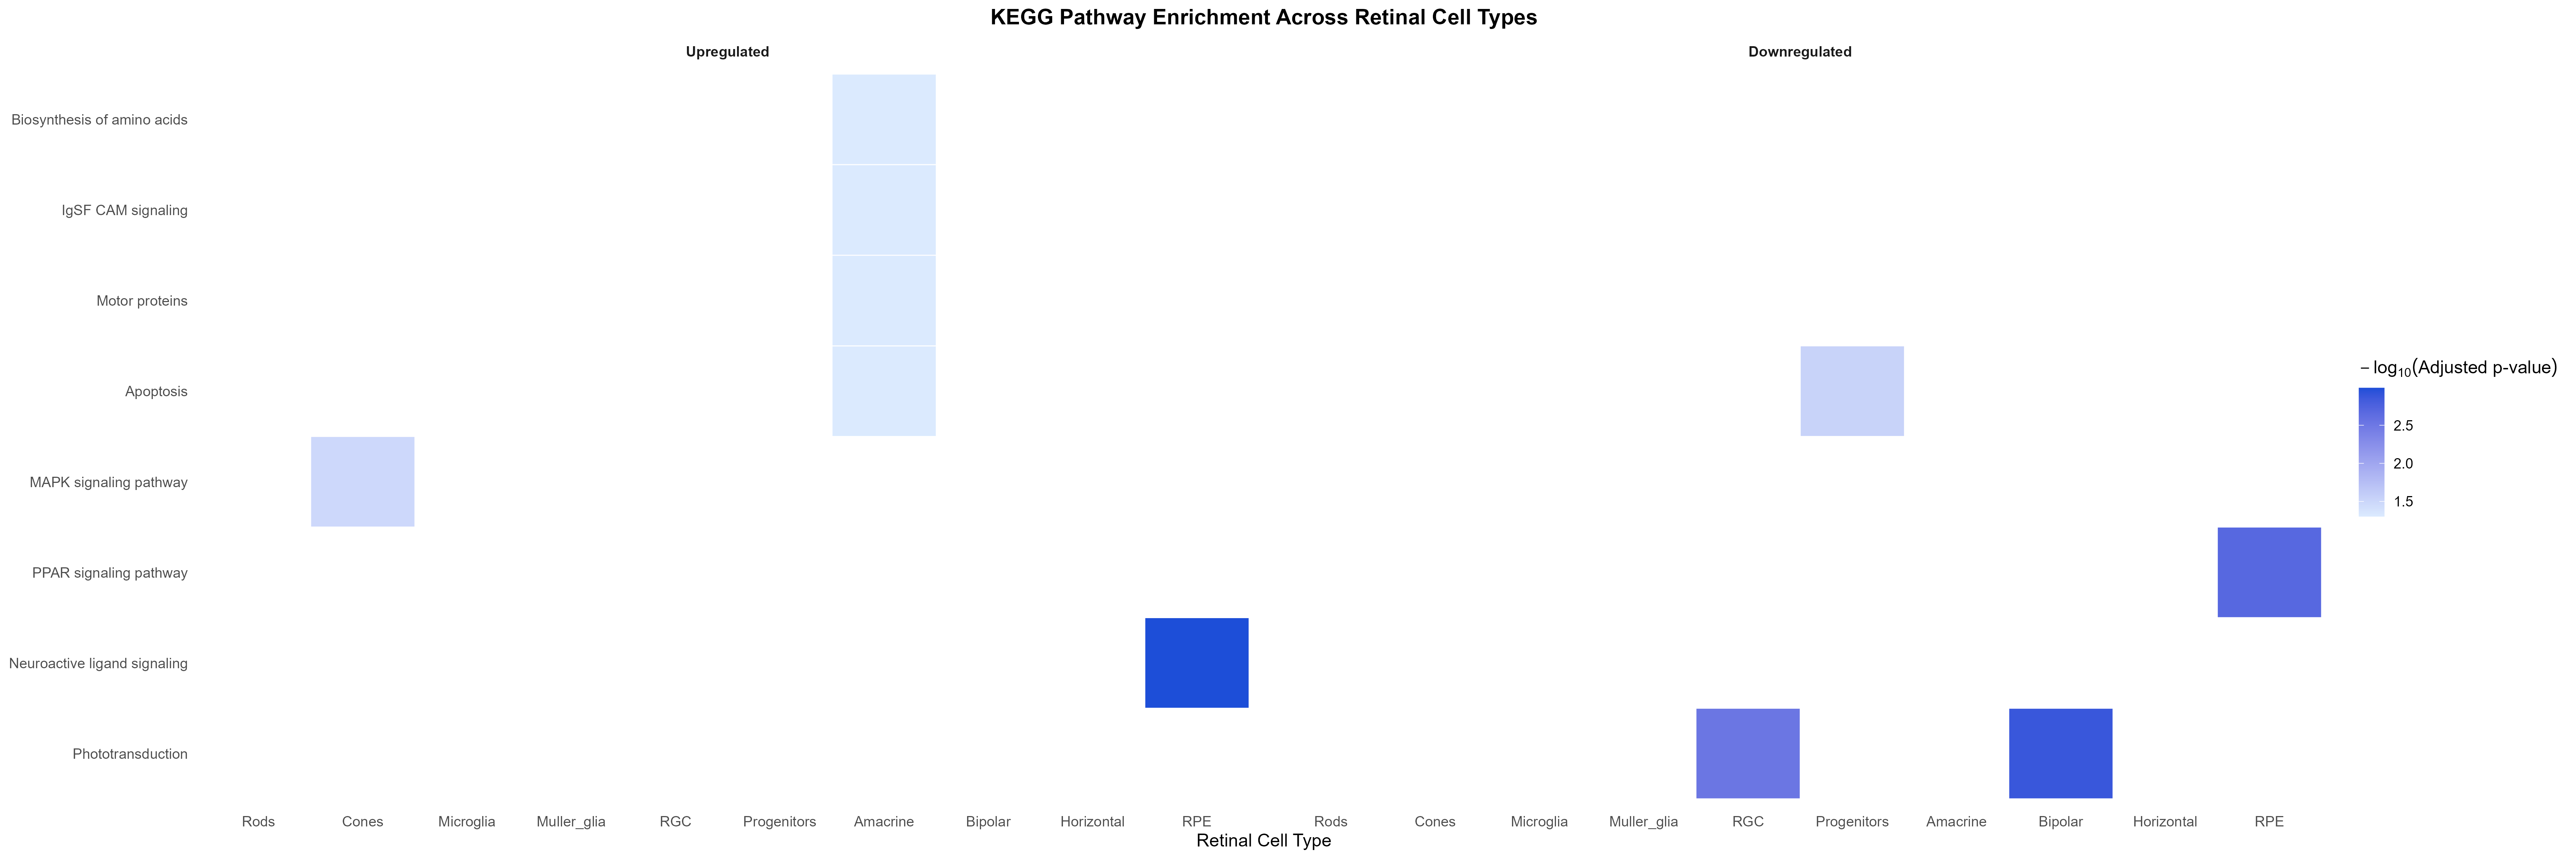 KEGG Pathway Enrichment Across Retinal Cell Types
Upregulated
Downregulated
Biosynthesis of amino acids
IgSF CAM signaling
Motor proteins
Apoptosis
MAPK signaling pathway
PPAR signaling pathway
Neuroactive ligand signaling
Phototransduction
Rods Cones Microglia Muller_glia RGC Progenitors Amacrine Bipolar Horizontal RPE
Rods Cones Microglia Muller_glia RGC Progenitors Amacrine Bipolar Horizontal RPE
Retinal Cell Type
− log₁₀(Adjusted p-value)
2.5
2.0
1.5